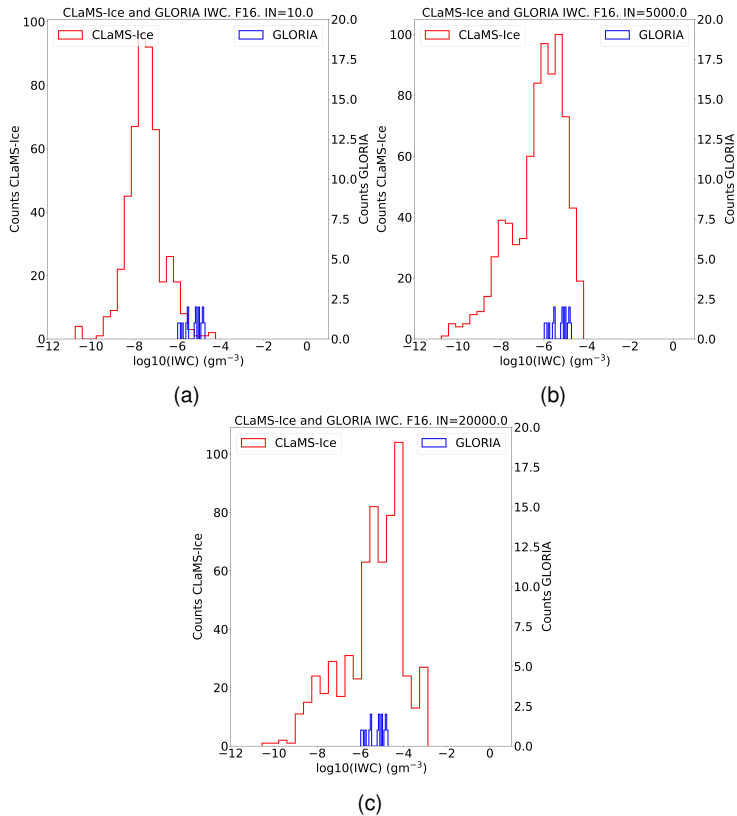 CLaMS-Ice and GLORIA IWC. F16. IN=10.0
CLaMS-Ice
GLORIA
Counts CLaMS-Ice
100
80
60
40
20
0
20.0
17.5
15.0
12.5
10.0
7.5
5.0
2.5
0.0
Counts GLORIA
−12 −10 −8 −6 −4 −2 0
log10(IWC) (gm⁻³)
(a)
CLaMS-Ice and GLORIA IWC. F16. IN=5000.0
CLaMS-Ice
GLORIA
Counts CLaMS-Ice
100
80
60
40
20
0
20.0
17.5
15.0
12.5
10.0
7.5
5.0
2.5
0.0
Counts GLORIA
−12 −10 −8 −6 −4 −2 0
log10(IWC) (gm⁻³)
(b)
CLaMS-Ice and GLORIA IWC. F16. IN=20000.0
CLaMS-Ice
GLORIA
Counts CLaMS-Ice
100
80
60
40
20
0
20.0
17.5
15.0
12.5
10.0
7.5
5.0
2.5
0.0
Counts GLORIA
−12 −10 −8 −6 −4 −2 0
log10(IWC) (gm⁻³)
(c)